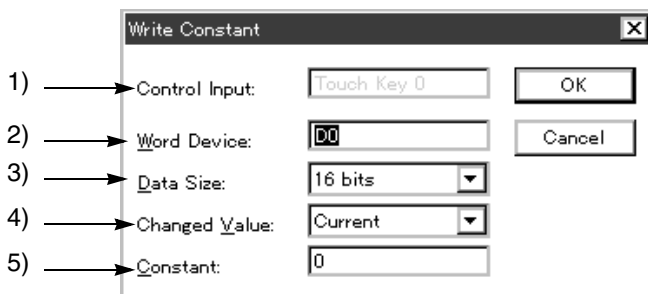 Write Constant
1) Control Input: Touch Key 0 OK
2) Word Device: D0 Cancel
3) Data Size: 16 bits
4) Changed Value: Current
5) Constant: 0